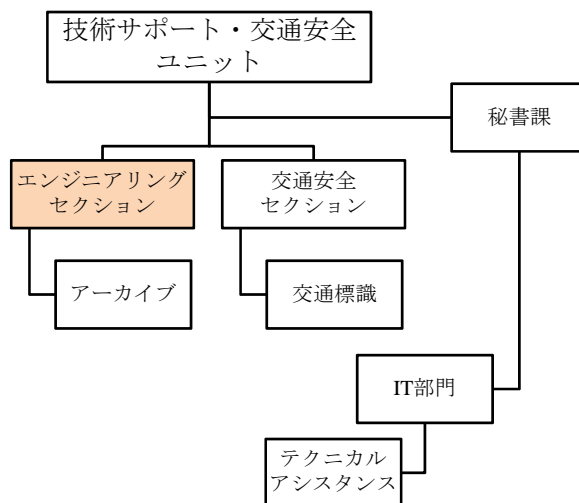 技術サポート・交通安全
ユニット
秘書課
エンジニアリング
セクション
交通安全
セクション
アーカイブ
交通標識
IT部門
テクニカル
アシスタンス